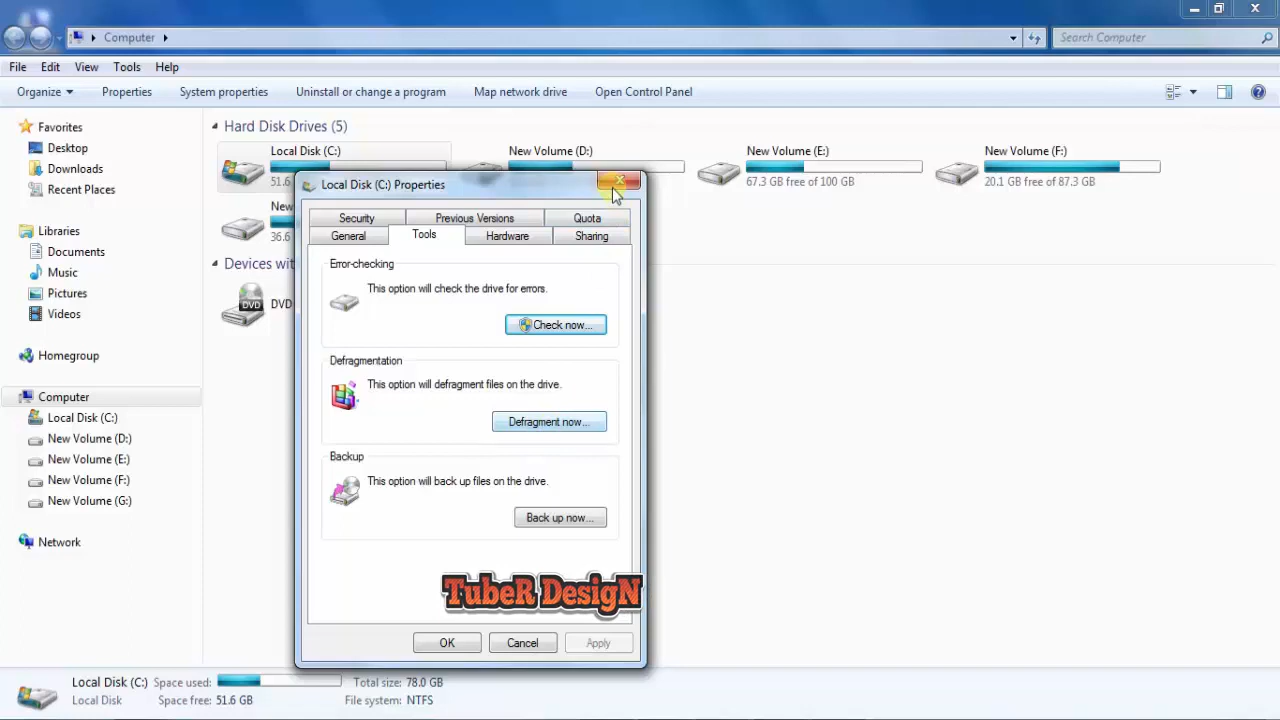 Computer
Search Computer
File Edit View Tools Help
Organize Properties System properties Uninstall or change a program Map network drive Open Control Panel
Favorites
Desktop
Downloads
Recent Places
Libraries
Documents
Music
Pictures
Videos
Homegroup
Computer
Local Disk (C:)
New Volume (D:)
New Volume (E:)
New Volume (F:)
New Volume (G:)
Network
Hard Disk Drives (5)
Local Disk (C:)
51.6
New Volume (D:)
New Volume (E:)
67.3 GB free of 100 GB
New Volume (F:)
20.1 GB free of 87.3 GB
New
36.6
Devices wit
DVD
DVD
Local Disk (C:) Properties
Security Previous Versions Quota
General Tools Hardware Sharing
Error-checking
This option will check the drive for errors.
Check now...
Defragmentation
This option will defragment files on the drive.
Defragment now...
Backup
This option will back up files on the drive.
Back up now...
TubeR DesigN
OK Cancel Apply
Local Disk (C:) Space used: Total size: 78.0 GB
Local Disk Space free: 51.6 GB File system: NTFS